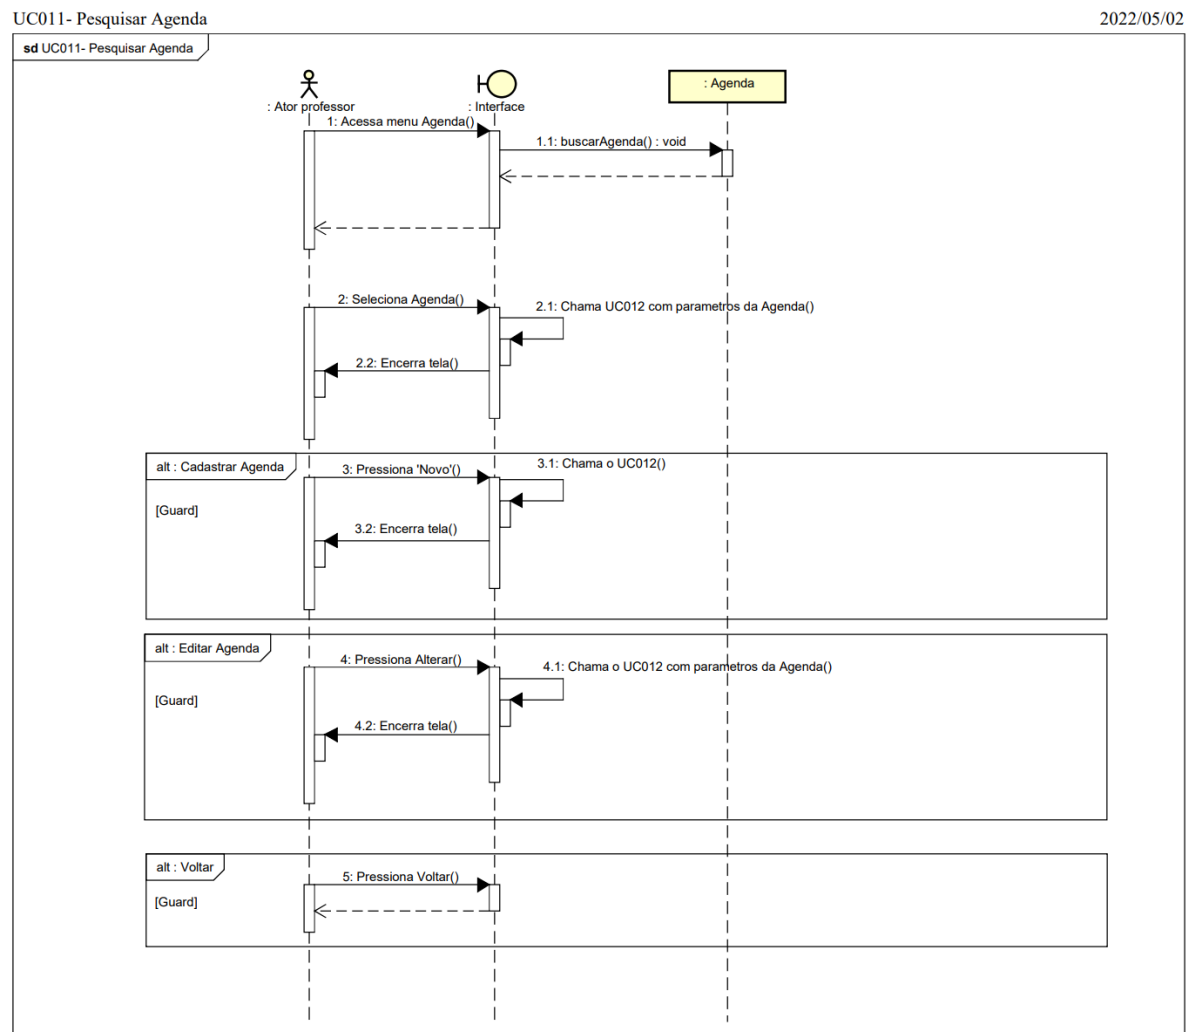 UC011- Pesquisar Agenda
2022/05/02
sd UC011- Pesquisar Agenda
: Ator professor
: Interface
: Agenda
1: Acessa menu Agenda()
1.1: buscarAgenda() : void
2: Seleciona Agenda()
2.1: Chama UC012 com parametros da Agenda()
2.2: Encerra tela()
alt : Cadastrar Agenda
3: Pressiona 'Novo'()
3.1: Chama o UC012()
[Guard]
3.2: Encerra tela()
alt : Editar Agenda
4: Pressiona Alterar()
4.1: Chama o UC012 com parametros da Agenda()
[Guard]
4.2: Encerra tela()
alt : Voltar
5: Pressiona Voltar()
[Guard]